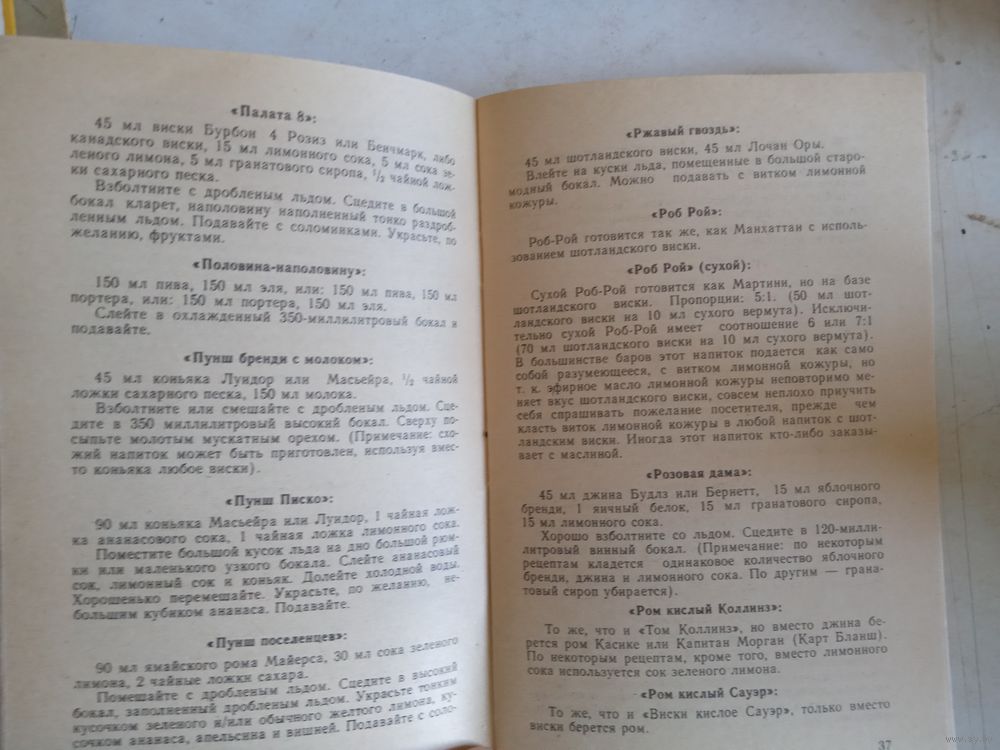 «Палата 8»:
45 мл виски Бурбон 4 Розиз или Бенчмарк, либо
канадского виски, 15 мл лимонного сока, 5 мл сока зе-
леного лимона, 5 мл гранатового сиропа, ½ чайной лож-
ки сахарного песка.
Взболтните с дробленым льдом. Сцедите в большой
бокал кларет, наполовину наполненный тонко раздроб-
ленным льдом. Подавайте с соломинками. Украсьте, по
желанию, фруктами.
«Половина-наполовину»:
150 мл пива, 150 мл эля, или: 150 мл пива, 150 мл
портера, или: 150 мл портера, 150 мл эля.
Слейте в охлажденный 350-миллилитровый бокал и
подавайте.
«Пунш бренди с молоком»:
45 мл коньяка Лундор или Масьейра, ½ чайной
ложки сахарного песка, 150 мл молока.
Взболтните или смешайте с дробленым льдом. Сце-
дите в 350 миллилитровый высокий бокал. Сверху по-
сыпьте молотым мускатным орехом. (Примечание: схо-
жий напиток может быть приготовлен, используя вмес-
то коньяка любое виски).
«Пунш Писко»:
90 мл коньяка Масьейра или Лундор, 1 чайная лож-
ка ананасового сока, 1 чайная ложка лимонного сока.
Поместите большой кусок льда на дно большой рюм-
ки или маленького узкого бокала. Слейте ананасовый
сок, лимонный сок и коньяк. Долейте холодной воды.
Хорошенько перемешайте. Украсьте, по желанию, не-
большим кубиком ананаса. Подавайте.
«Пунш поселенцев»:
90 мл ямайского рома Майерса, 30 мл сока зеленого
лимона, 2 чайные ложки сахара.
Помешайте с дробленым льдом. Сцедите в высокий
бокал, заполненный дробленым льдом. Украсьте тонким
кусочком зеленого и/или обычного желтого лимона, ку-
сочком ананаса, апельсина и вишней. Подавайте с соло-
«Ржавый гвоздь»:
45 мл шотландского виски, 45 мл Лочан Оры.
Влейте на куски льда, помещенные в большой старо-
модный бокал. Можно подавать с витком лимонной
кожуры.
«Роб Рой»:
Роб-Рой готовится так же, как Манхаттан с исполь-
зованием шотландского виски.
«Роб Рой» (сухой):
Сухой Роб-Рой готовится как Мартини, но на базе
шотландского виски. Пропорции: 5:1. (50 мл шот-
ландского виски на 10 мл сухого вермута). Исключи-
тельно сухой Роб-Рой имеет соотношение 6 или 7:1
(70 мл шотландского виски на 10 мл сухого вермута).
В большинстве баров этот напиток подается как само
собой разумеющееся, с витком лимонной кожуры, но
т. к. эфирное масло лимонной кожуры неповторимо ме-
няет вкус шотландского виски, совсем неплохо приучить
себя спрашивать пожелание посетителя, прежде чем
класть виток лимонной кожуры в любой напиток с шот-
ландским виски. Иногда этот напиток кто-либо заказы-
вает с маслиной.
«Розовая дама»:
45 мл джина Будлз или Бернетт, 15 мл яблочного
бренди, 1 яичный белок, 15 мл гранатового сиропа,
15 мл лимонного сока.
Хорошо взболтните со льдом. Сцедите в 120-милли-
литровый винный бокал. (Примечание: по некоторым
рецептам кладется одинаковое количество яблочного
бренди, джина и лимонного сока. По другим — грана-
товый сироп убирается).
«Ром кислый Коллинз»:
То же, что и «Том Коллинз», но вместо джина бе-
рется ром Касике или Капитан Морган (Карт Бланш).
По некоторым рецептам, кроме того, вместо лимонного
сока используется сок зеленого лимона.
«Ром кислый Сауэр»:
То же, что и «Виски кислое Сауэр», только вместо
виски берется ром.
37